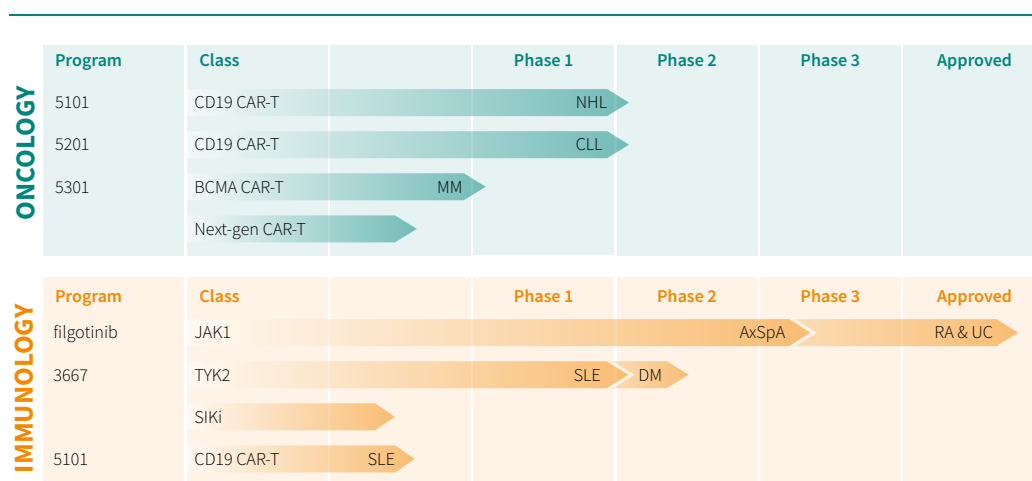 ONCOLOGY
Program Class Phase 1 Phase 2 Phase 3 Approved
5101 CD19 CAR-T NHL
5201 CD19 CAR-T CLL
5301 BCMA CAR-T MM
Next-gen CAR-T
IMMUNOLOGY
Program Class Phase 1 Phase 2 Phase 3 Approved
filgotinib JAK1 AxSpA RA & UC
3667 TYK2 SLE DM
SIKi
5101 CD19 CAR-T SLE